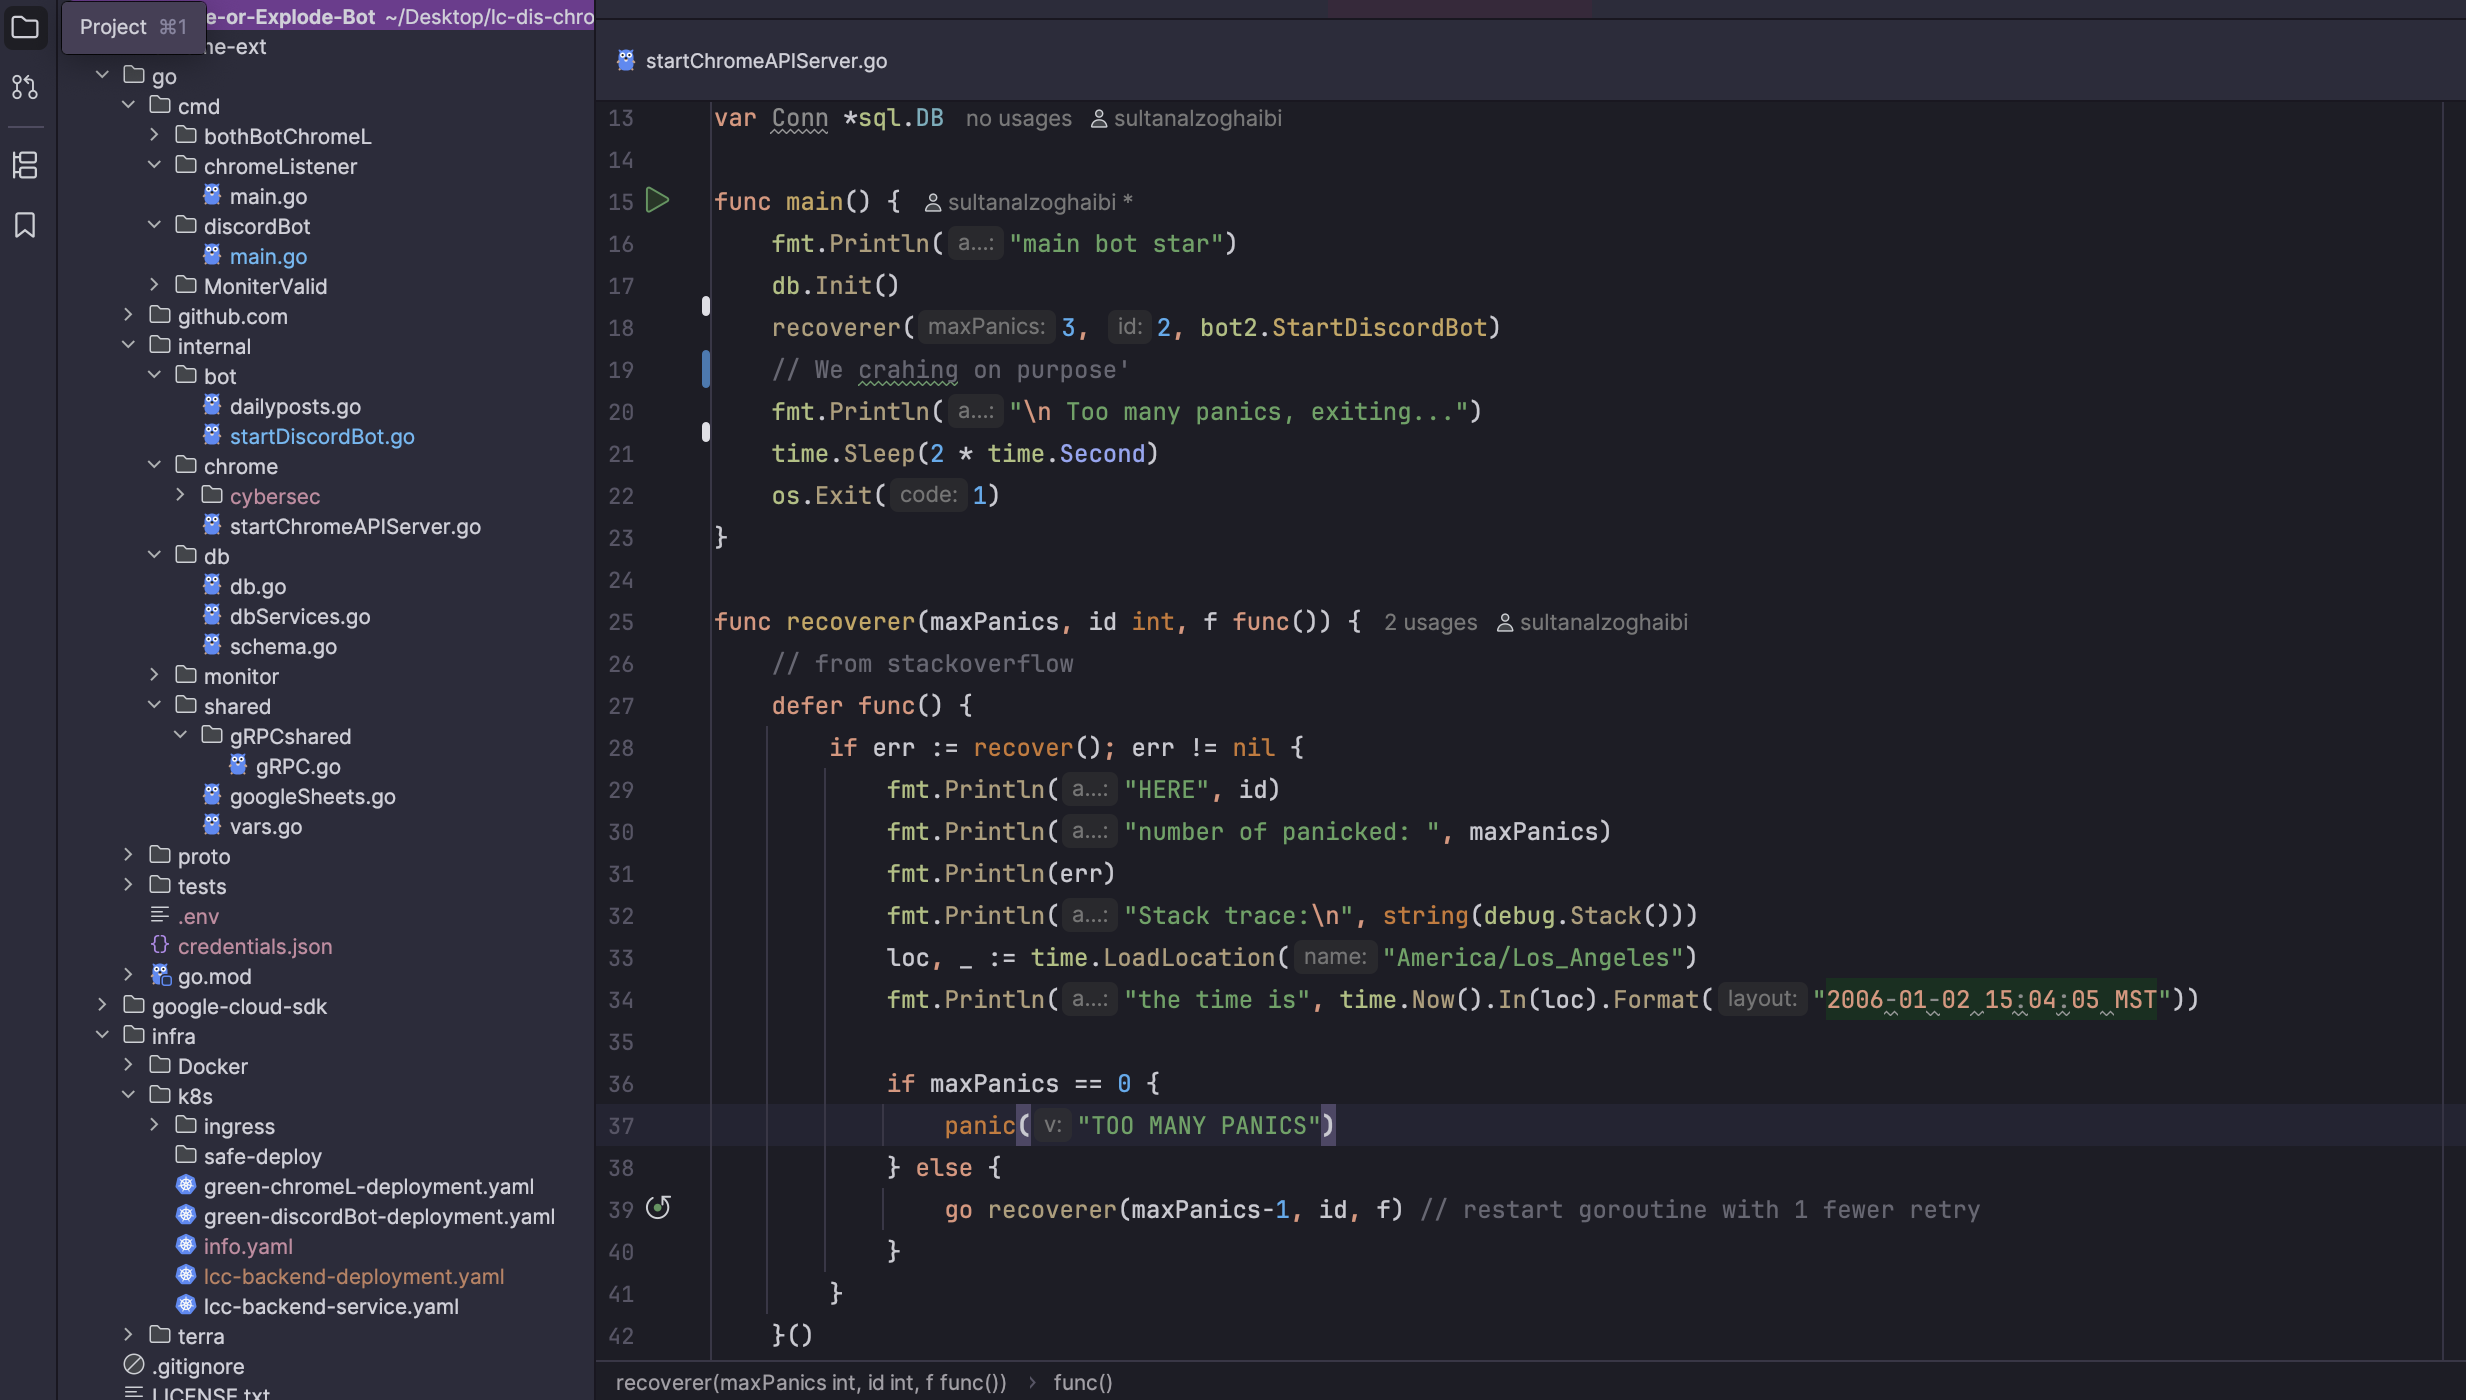 Project ⌘1
e-or-Explode-Bot ~/Desktop/lc-dis-chro
ne-ext
go
cmd
bothBotChromeL
chromeListener
main.go
discordBot
main.go
MoniterValid
github.com
internal
bot
dailyposts.go
startDiscordBot.go
chrome
cybersec
startChromeAPIServer.go
db
db.go
dbServices.go
schema.go
monitor
shared
gRPCshared
gRPC.go
googleSheets.go
vars.go
proto
tests
.env
credentials.json
go.mod
google-cloud-sdk
infra
Docker
k8s
ingress
safe-deploy
green-chromeL-deployment.yaml
green-discordBot-deployment.yaml
info.yaml
lcc-backend-deployment.yaml
lcc-backend-service.yaml
terra
.gitignore
LICENSE.txt
startChromeAPIServer.go
13 var Conn *sql.DB no usages sultanalzoghaibi
14
15 func main() { sultanalzoghaibi *
16 fmt.Println( a...: "main bot star")
17 db.Init()
18 recoverer( maxPanics: 3, id: 2, bot2.StartDiscordBot)
19 // We crahing on purpose'
20 fmt.Println( a...: "\n Too many panics, exiting...")
21 time.Sleep(2 * time.Second)
22 os.Exit( code: 1)
23 }
24
25 func recoverer(maxPanics, id int, f func()) { 2 usages sultanalzoghaibi
26 // from stackoverflow
27 defer func() {
28 if err := recover(); err != nil {
29 fmt.Println( a...: "HERE", id)
30 fmt.Println( a...: "number of panicked: ", maxPanics)
31 fmt.Println(err)
32 fmt.Println( a...: "Stack trace:\n", string(debug.Stack()))
33 loc, _ := time.LoadLocation( name: "America/Los_Angeles")
34 fmt.Println( a...: "the time is", time.Now().In(loc).Format( layout: "2006-01-02 15:04:05 MST"))
35
36 if maxPanics == 0 {
37 panic( v: "TOO MANY PANICS")
38 } else {
39 go recoverer(maxPanics-1, id, f) // restart goroutine with 1 fewer retry
40 }
41 }
42 }()
recoverer(maxPanics int, id int, f func()) › func()